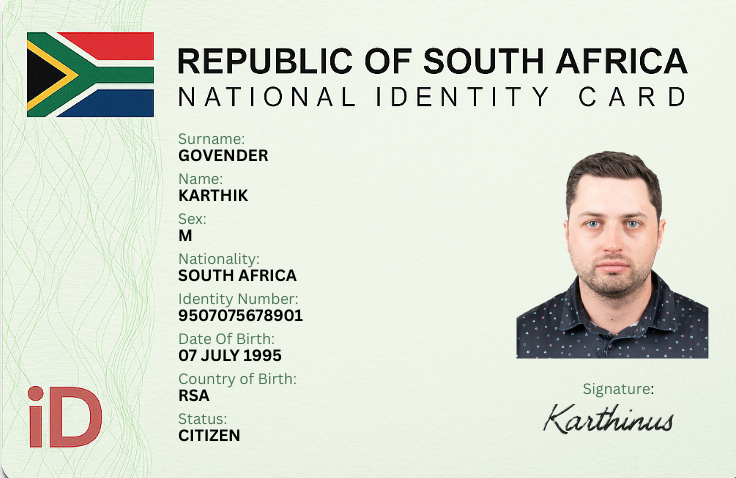 REPUBLIC OF SOUTH AFRICA
NATIONAL IDENTITY CARD
Surname:
GOVENDER
Name:
KARTHIK
Sex:
M
Nationality:
SOUTH AFRICA
Identity Number:
9507075678901
Date Of Birth:
07 JULY 1995
Country of Birth:
RSA
Status:
CITIZEN
iD
Signature:
Karthinus